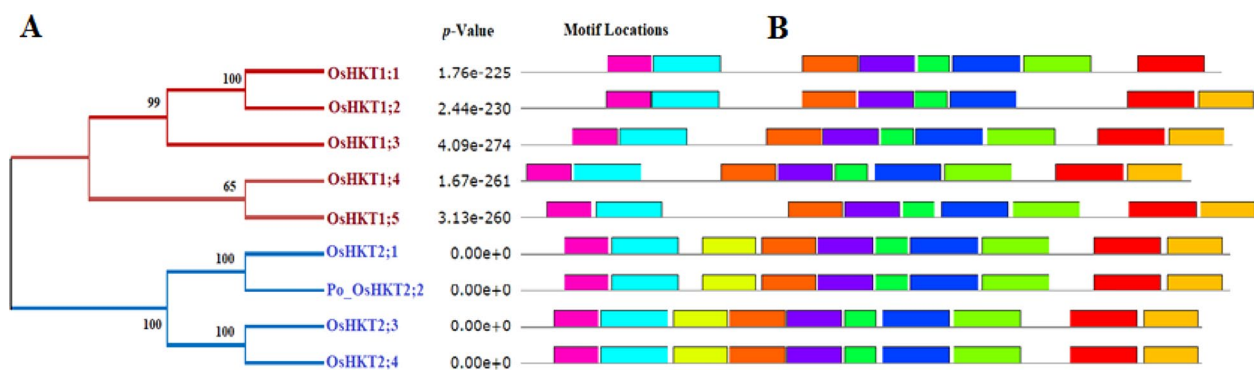 A p-Value Motif Locations B
OsHKT1;1 1.76e-225
100
OsHKT1;2 2.44e-230
99
OsHKT1;3 4.09e-274
OsHKT1;4 1.67e-261
65
OsHKT1;5 3.13e-260
OsHKT2;1 0.00e+0
100
Po_OsHKT2;2 0.00e+0
100
OsHKT2;3 0.00e+0
100
OsHKT2;4 0.00e+0